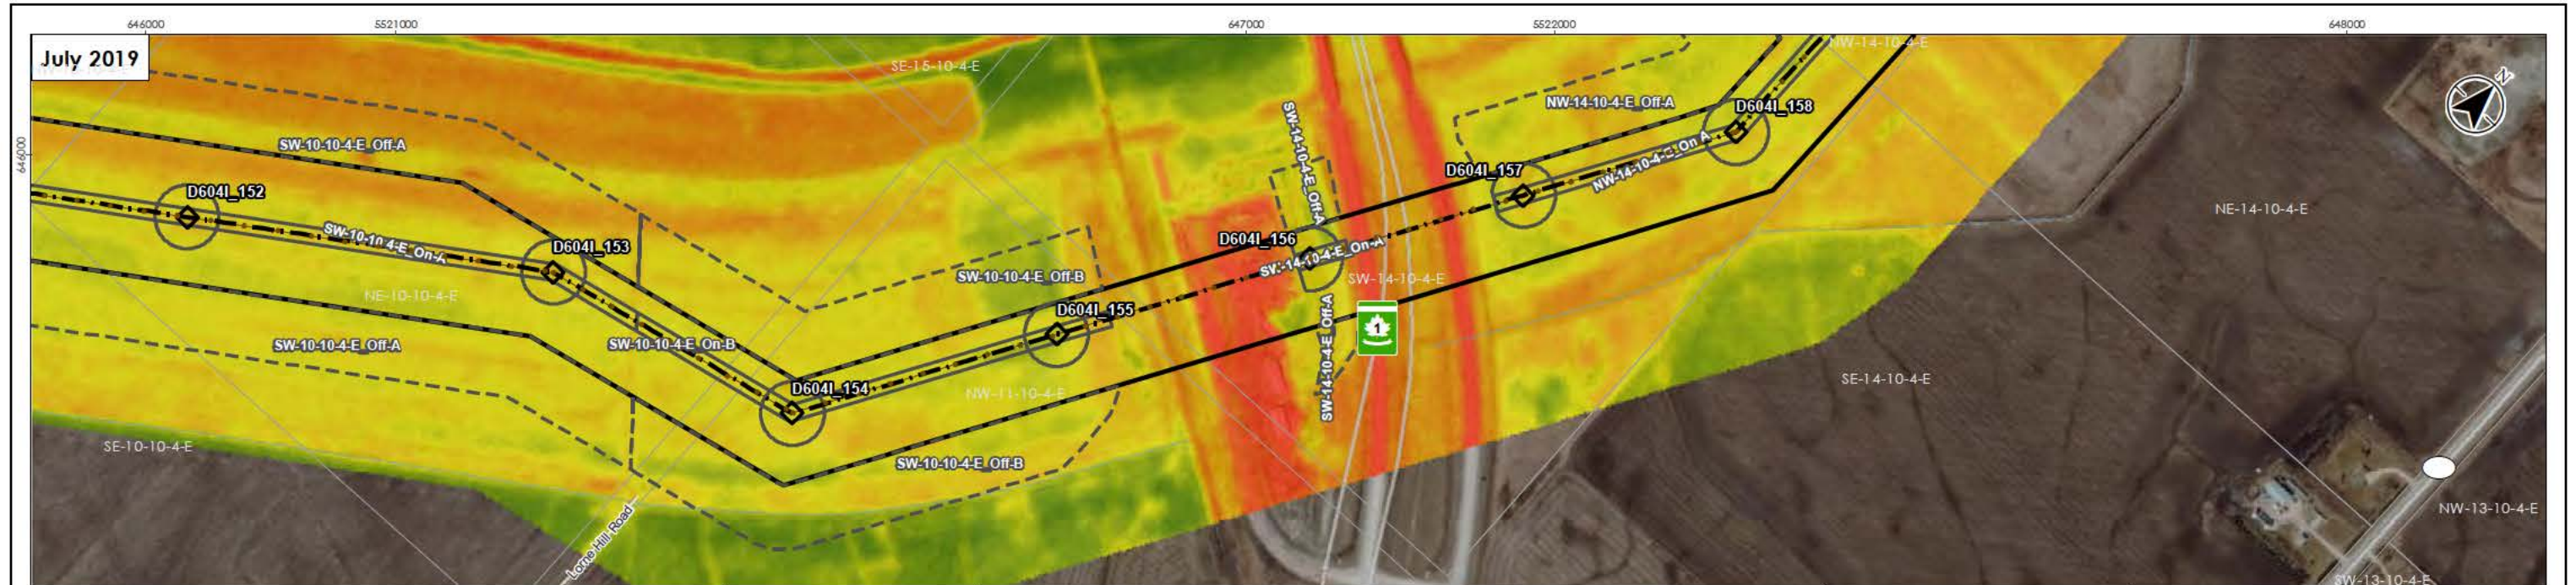 646000
5521000
647000
5522000
648000
July 2019
646000
SE-15-10-4-E
NW-14-10-4-E
NW-14-10-4-E_Off-A
D604I_158
SW-14-10-4-E_Off-A
SW-10-10-4-E_Off-A
D604I_152
D604I_157
NW-14-10-4-E_On A
NE-14-10-4-E
N
SW-10-10-4-E_On-A
D604I_153
D604I_156
SW-14-10-4-E_On-A
SW-10-10-4-E_Off-B
SW-14-10-4-E
NE-10-10-4-E
D604I_155
1
SW-10-10-4-E_Off-A
SW-10-10-4-E_On-B
SW-14-10-4-E_Off-A
SE-14-10-4-E
D604I_154
NW-11-10-4-E
SE-10-10-4-E
SW-10-10-4-E_Off-B
Lorne Hill Road
NW-13-10-4-E
SW-13-10-4-E